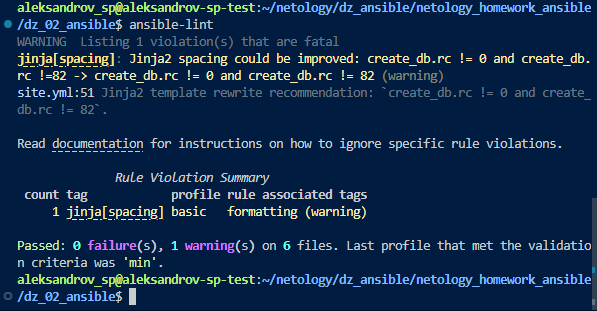 aleksandrov_sp@aleksandrov-sp-test:~/netology/dz_ansible/netology_homework_ansible
/dz_02_ansible$ ansible-lint
WARNING  Listing 1 violation(s) that are fatal
jinja[spacing]: Jinja2 spacing could be improved: create_db.rc != 0 and create_db.
rc !=82 -> create_db.rc != 0 and create_db.rc != 82 (warning)
site.yml:51 Jinja2 template rewrite recommendation: `create_db.rc != 0 and create_
db.rc != 82`.
Read documentation for instructions on how to ignore specific rule violations.
Rule Violation Summary
count tag profile rule associated tags
1 jinja[spacing] basic formatting (warning)
Passed: 0 failure(s), 1 warning(s) on 6 files. Last profile that met the validatio
n criteria was 'min'.
aleksandrov_sp@aleksandrov-sp-test:~/netology/dz_ansible/netology_homework_ansible
/dz_02_ansible$